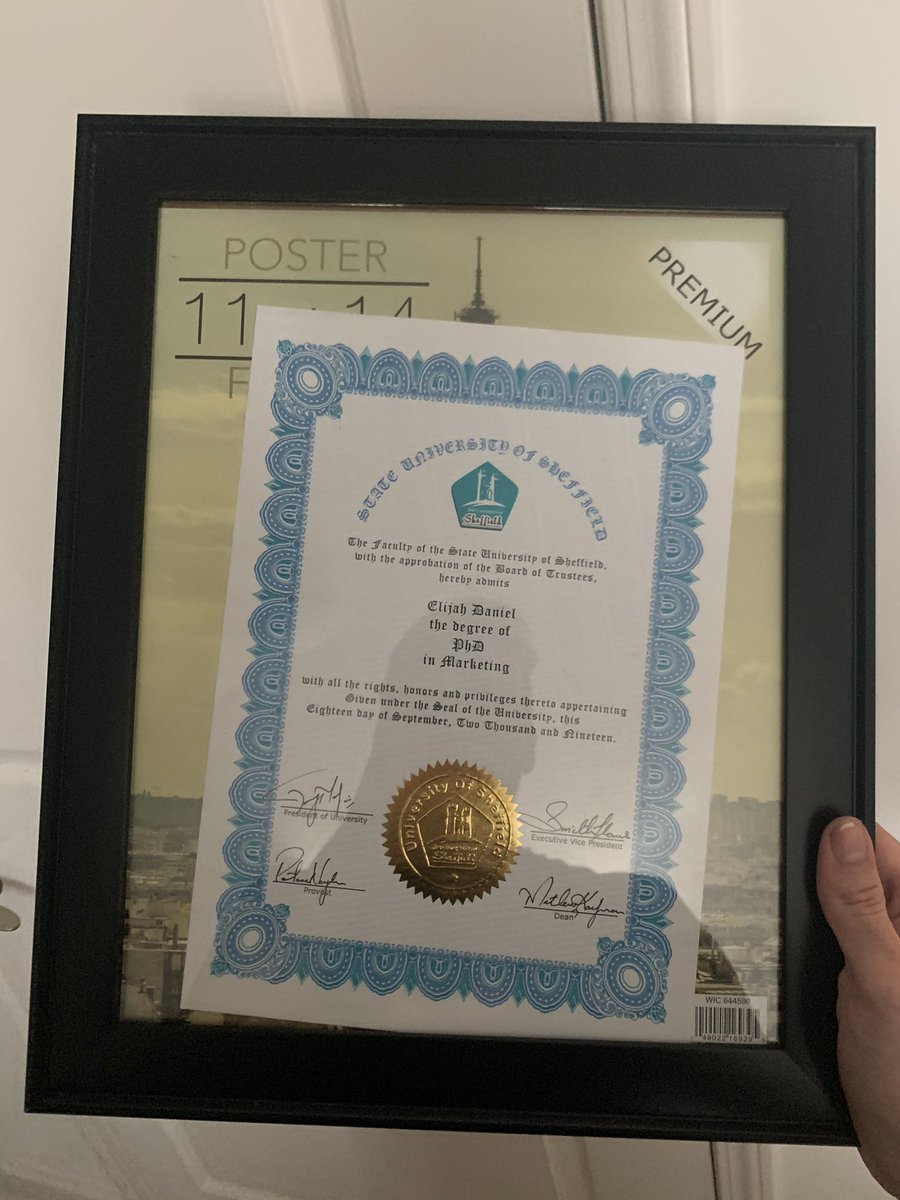 POSTER
PREMIUM
11 x 14
F
STATE UNIVERSITY OF SHEFFIELD
Sheffield
The Faculty of the State University of Sheffield,
with the approbation of the Board of Trustees,
hereby admits
Elijah Daniel
the degree of
PhD
in Marketing
with all the rights, honors and privileges thereto appertaining
Given under the Seal of the University, this
Eighteen day of September, Two Thousand and Nineteen.
University of Sheffield
Sheffield
President of University
Executive Vice President
Provost
Dean
WIC 644590
49022 16939